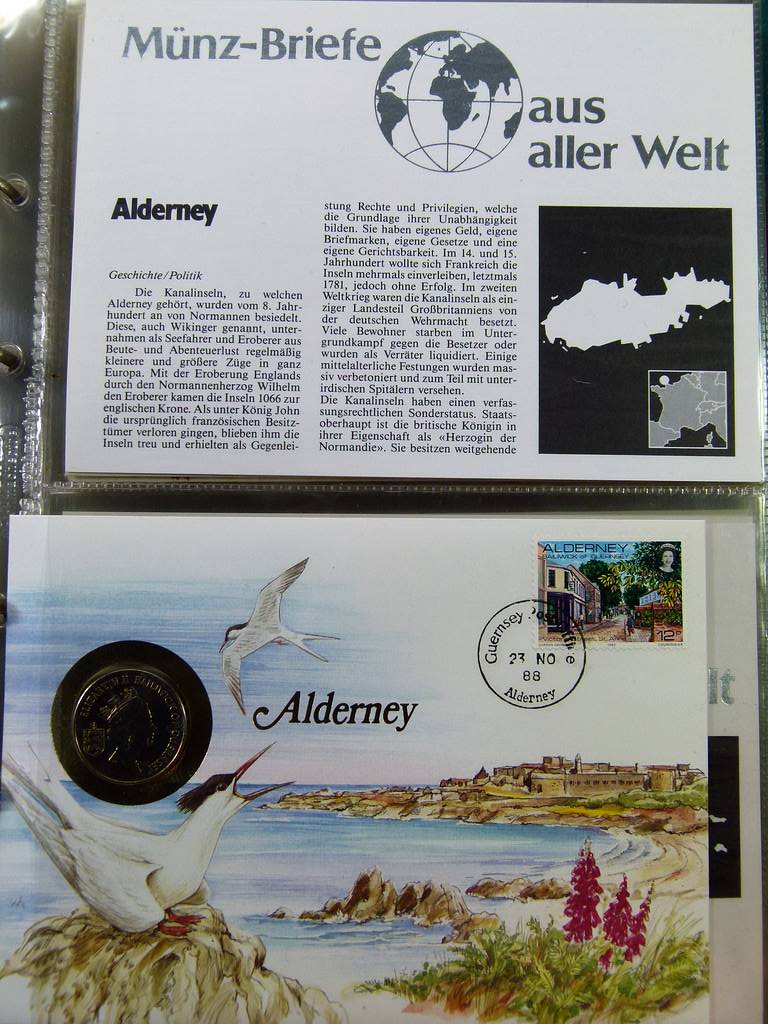 Münz-Briefe
aus
aller Welt
Alderney
Geschichte/Politik
Die Kanalinseln, zu welchen
Alderney gehört, wurden vom 8. Jahr-
hundert an von Normannen besiedelt.
Diese, auch Wikinger genannt, unter-
nahmen als Seefahrer und Eroberer aus
Beute- und Abenteuerlust regelmäßig
kleinere und größere Züge in ganz
Europa. Mit der Eroberung Englands
durch den Normannenherzog Wilhelm
den Eroberer kamen die Inseln 1066 zur
englischen Krone. Als unter König John
die ursprünglich französischen Besitz-
tümer verloren gingen, blieben ihm die
Inseln treu und erhielten als Gegenlei-
stung Rechte und Privilegien, welche
die Grundlage ihrer Unabhängigkeit
bilden. Sie haben eigenes Geld, eigene
Briefmarken, eigene Gesetze und eine
eigene Gerichtsbarkeit. Im 14. und 15.
Jahrhundert wollte sich Frankreich die
Inseln mehrmals einverleiben, letztmals
1781, jedoch ohne Erfolg. Im zweiten
Weltkrieg waren die Kanalinseln als ein-
ziger Landesteil Großbritanniens von
der deutschen Wehrmacht besetzt.
Viele Bewohner starben im Unter-
grundkampf gegen die Besetzer oder
wurden als Verräter liquidiert. Einige
mittelalterliche Festungen wurden mas-
siv verbetoniert und zum Teil mit unter-
irdischen Spitälern versehen.
Die Kanalinseln haben einen verfas-
sungsrechtlichen Sonderstatus. Staats-
oberhaupt ist die britische Königin in
ihrer Eigenschaft als «Herzogin der
Normandie». Sie besitzen weitgehende
ALDERNEY
BAILIWICK OF GUERNSEY
12P
Guernsey Post Office
23 NO
88
Alderney
ELIZABETH II BAILIWICK OF GUERNSEY
Alderney
lt